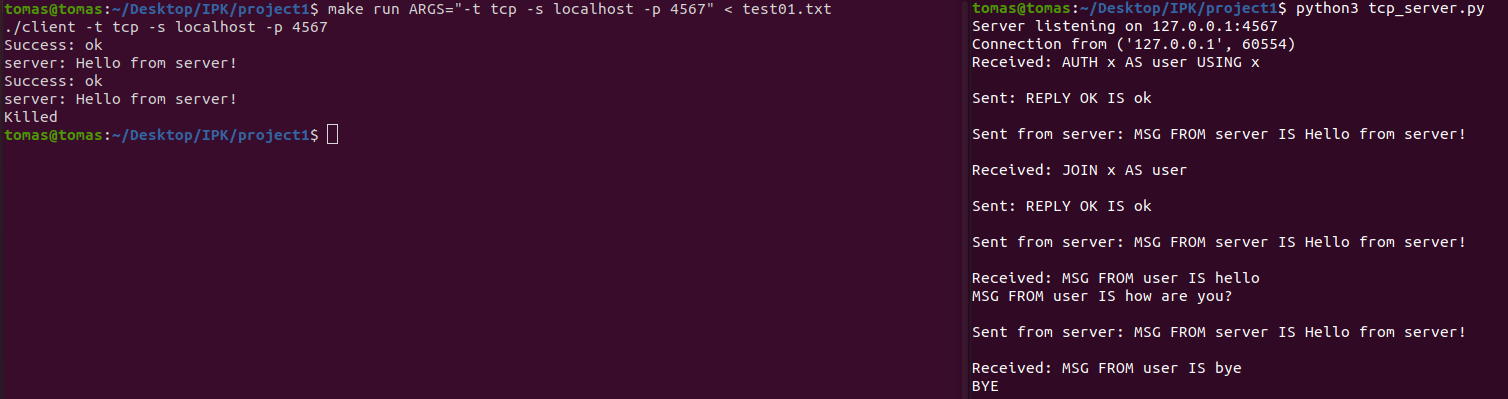 tomas@tomas:~/Desktop/IPK/project1$ make run ARGS="-t tcp -s localhost -p 4567" < test01.txt
./client -t tcp -s localhost -p 4567
Success: ok
server: Hello from server!
Success: ok
server: Hello from server!
Killed
tomas@tomas:~/Desktop/IPK/project1$
tomas@tomas:~/Desktop/IPK/project1$ python3 tcp_server.py
Server listening on 127.0.0.1:4567
Connection from ('127.0.0.1', 60554)
Received: AUTH x AS user USING x
Sent: REPLY OK IS ok
Sent from server: MSG FROM server IS Hello from server!
Received: JOIN x AS user
Sent: REPLY OK IS ok
Sent from server: MSG FROM server IS Hello from server!
Received: MSG FROM user IS hello
MSG FROM user IS how are you?
Sent from server: MSG FROM server IS Hello from server!
Received: MSG FROM user IS bye
BYE